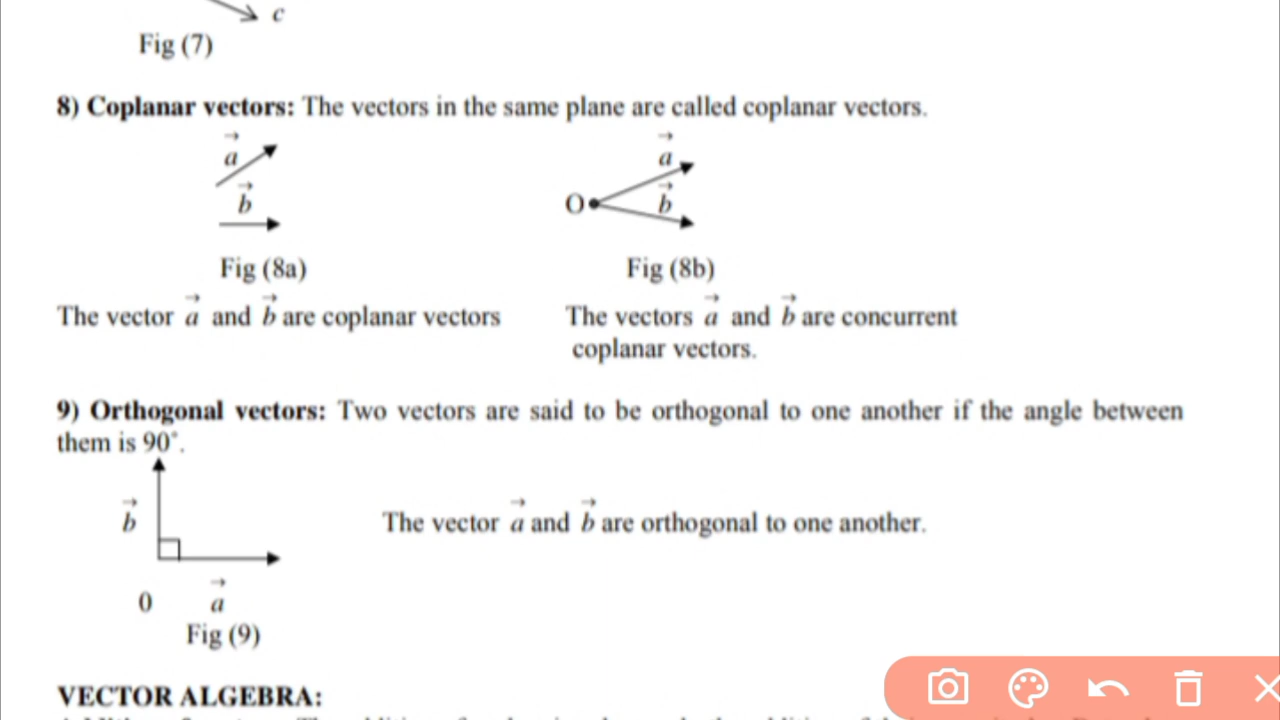 c
Fig (7)
8) Coplanar vectors: The vectors in the same plane are called coplanar vectors.
→a →a
→b O →b
Fig (8a) Fig (8b)
The vector →a and →b are coplanar vectors The vectors →a and →b are concurrent
coplanar vectors.
9) Orthogonal vectors: Two vectors are said to be orthogonal to one another if the angle between
them is 90°.
→b The vector →a and →b are orthogonal to one another.
0 →a
Fig (9)
VECTOR ALGEBRA: